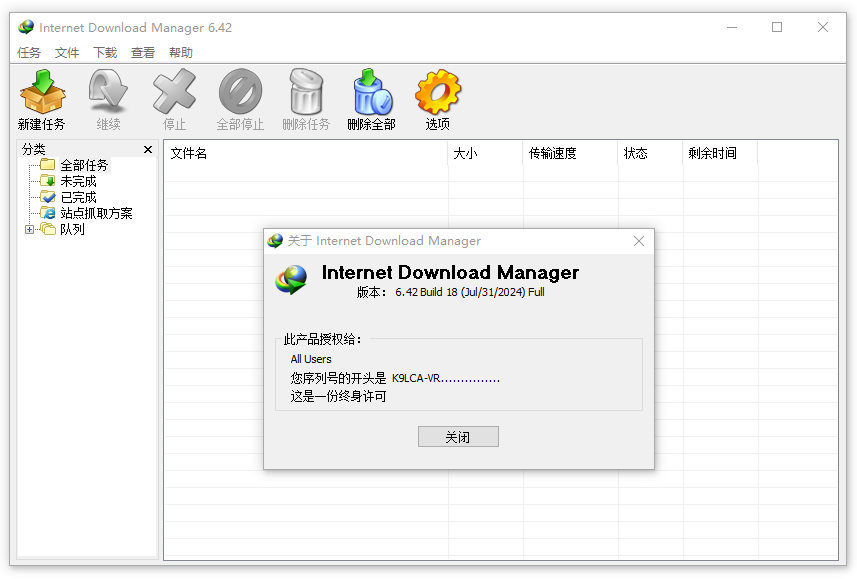 Internet Download Manager 6.42
任务 文件 下载 查看 帮助
新建任务 继续 停止 全部停止 删除任务 删除全部 选项
分类
全部任务
未完成
已完成
站点抓取方案
队列
文件名 大小 传输速度 状态 剩余时间
关于 Internet Download Manager
Internet Download Manager
版本： 6.42 Build 18 (Jul/31/2024) Full
此产品授权给：
All Users
您序列号的开头是 K9LCA-VR...............
这是一份终身许可
关闭